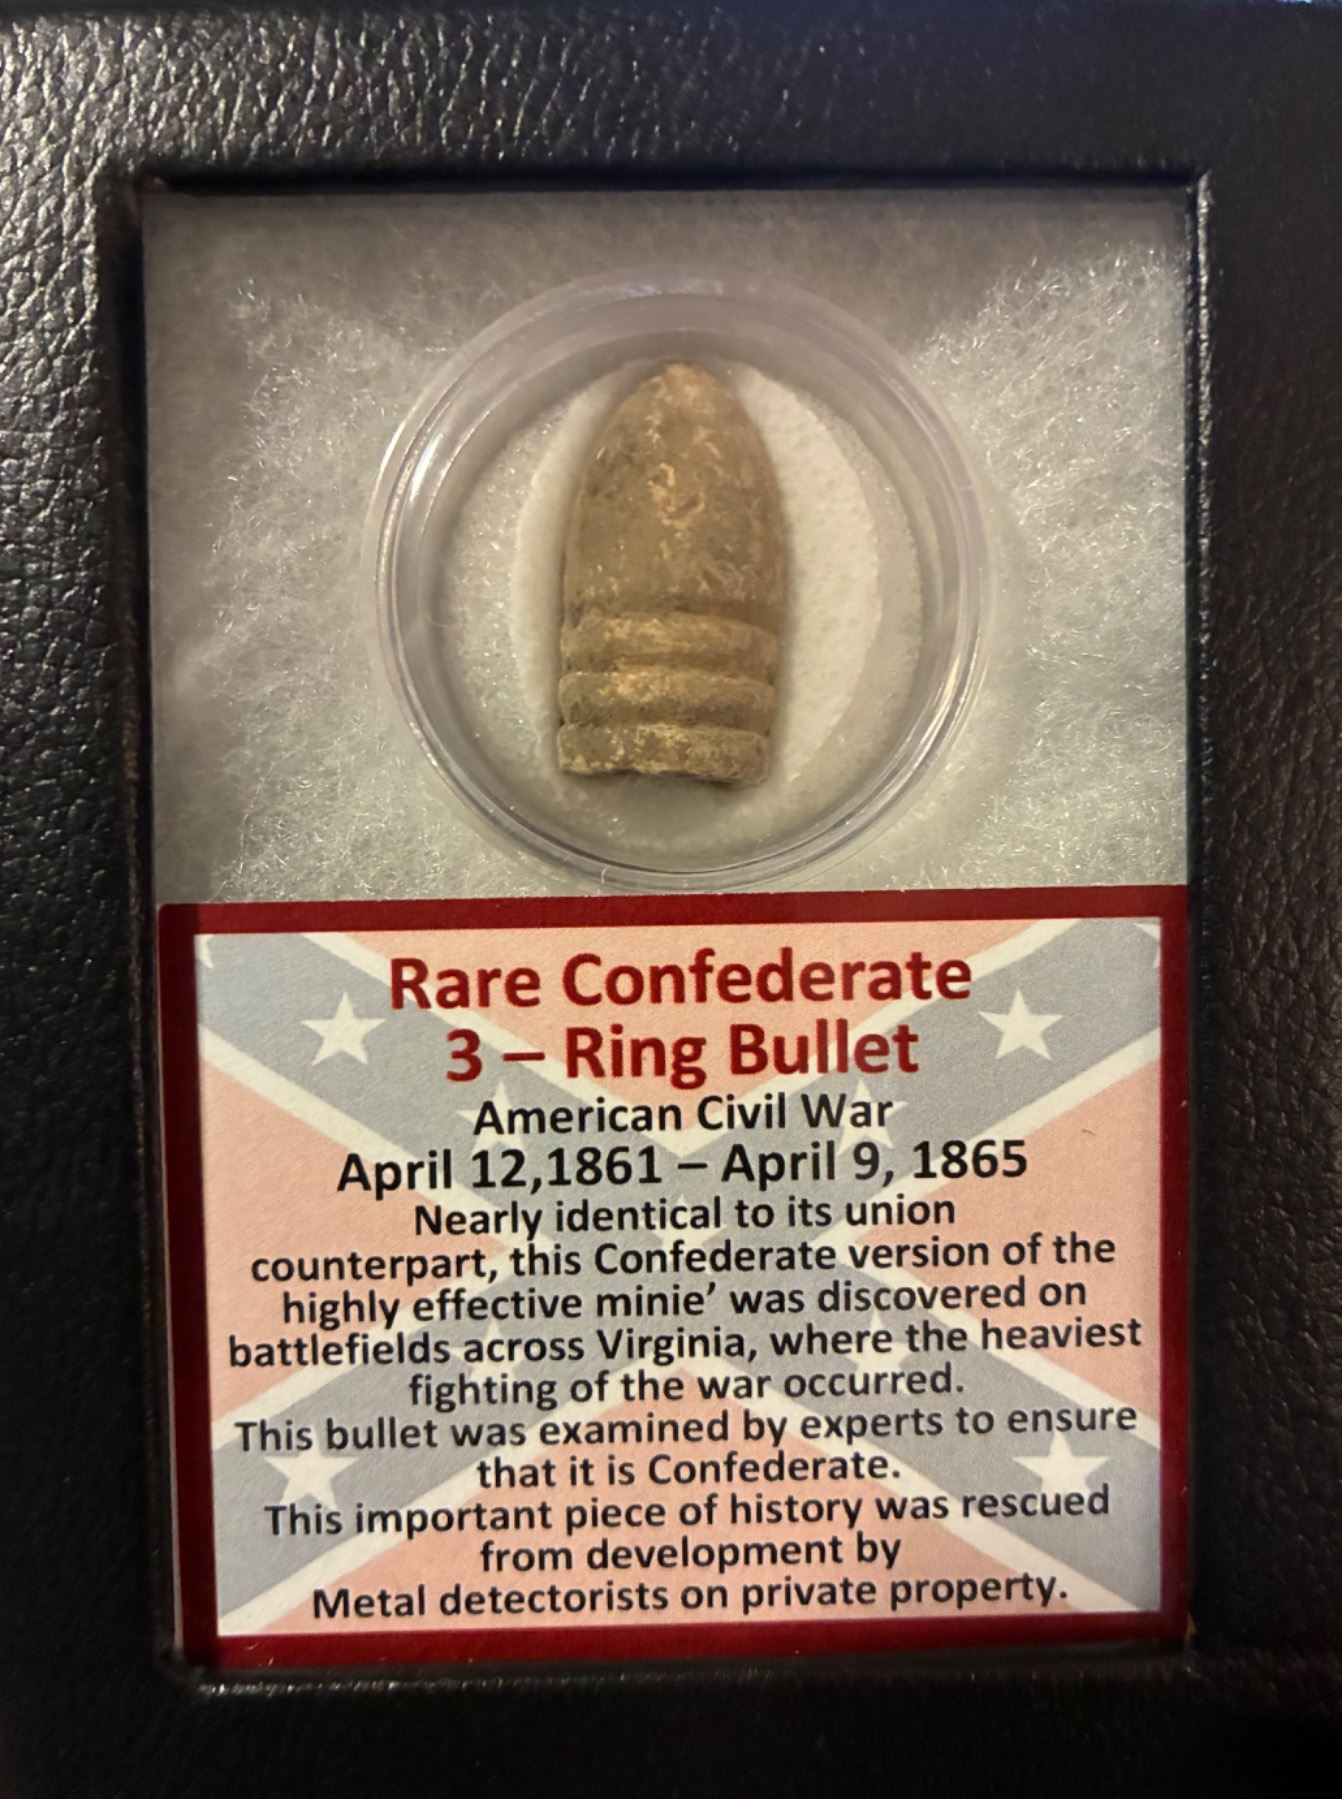 Rare Confederate
3 – Ring Bullet
American Civil War
April 12,1861 – April 9, 1865
Nearly identical to its union
counterpart, this Confederate version of the
highly effective minie’ was discovered on
battlefields across Virginia, where the heaviest
fighting of the war occurred.
This bullet was examined by experts to ensure
that it is Confederate.
This important piece of history was rescued
from development by
Metal detectorists on private property.